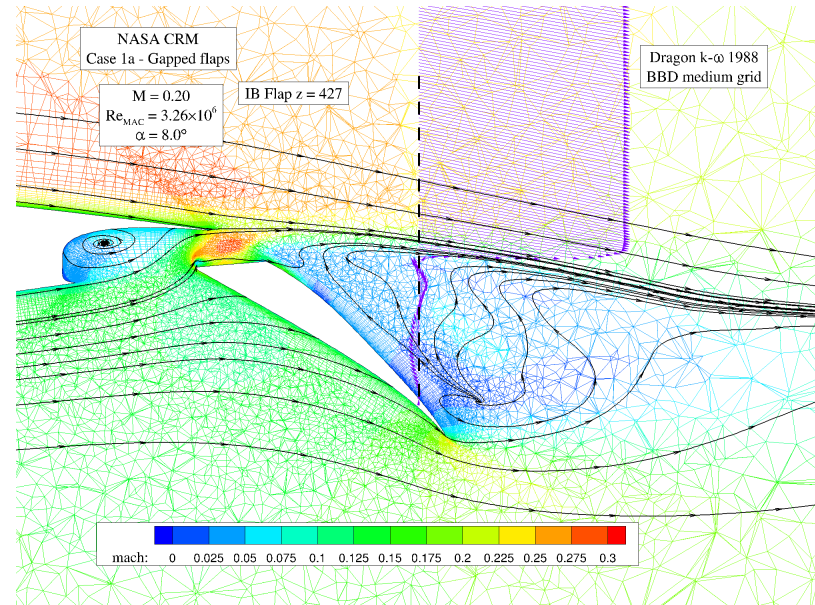 NASA CRM
Case 1a - Gapped flaps
M = 0.20
Re_MAC = 3.26×10^6
α = 8.0°
IB Flap z = 427
Dragon k-ω 1988
BBD medium grid
mach: 0 0.025 0.05 0.075 0.1 0.125 0.15 0.175 0.2 0.225 0.25 0.275 0.3